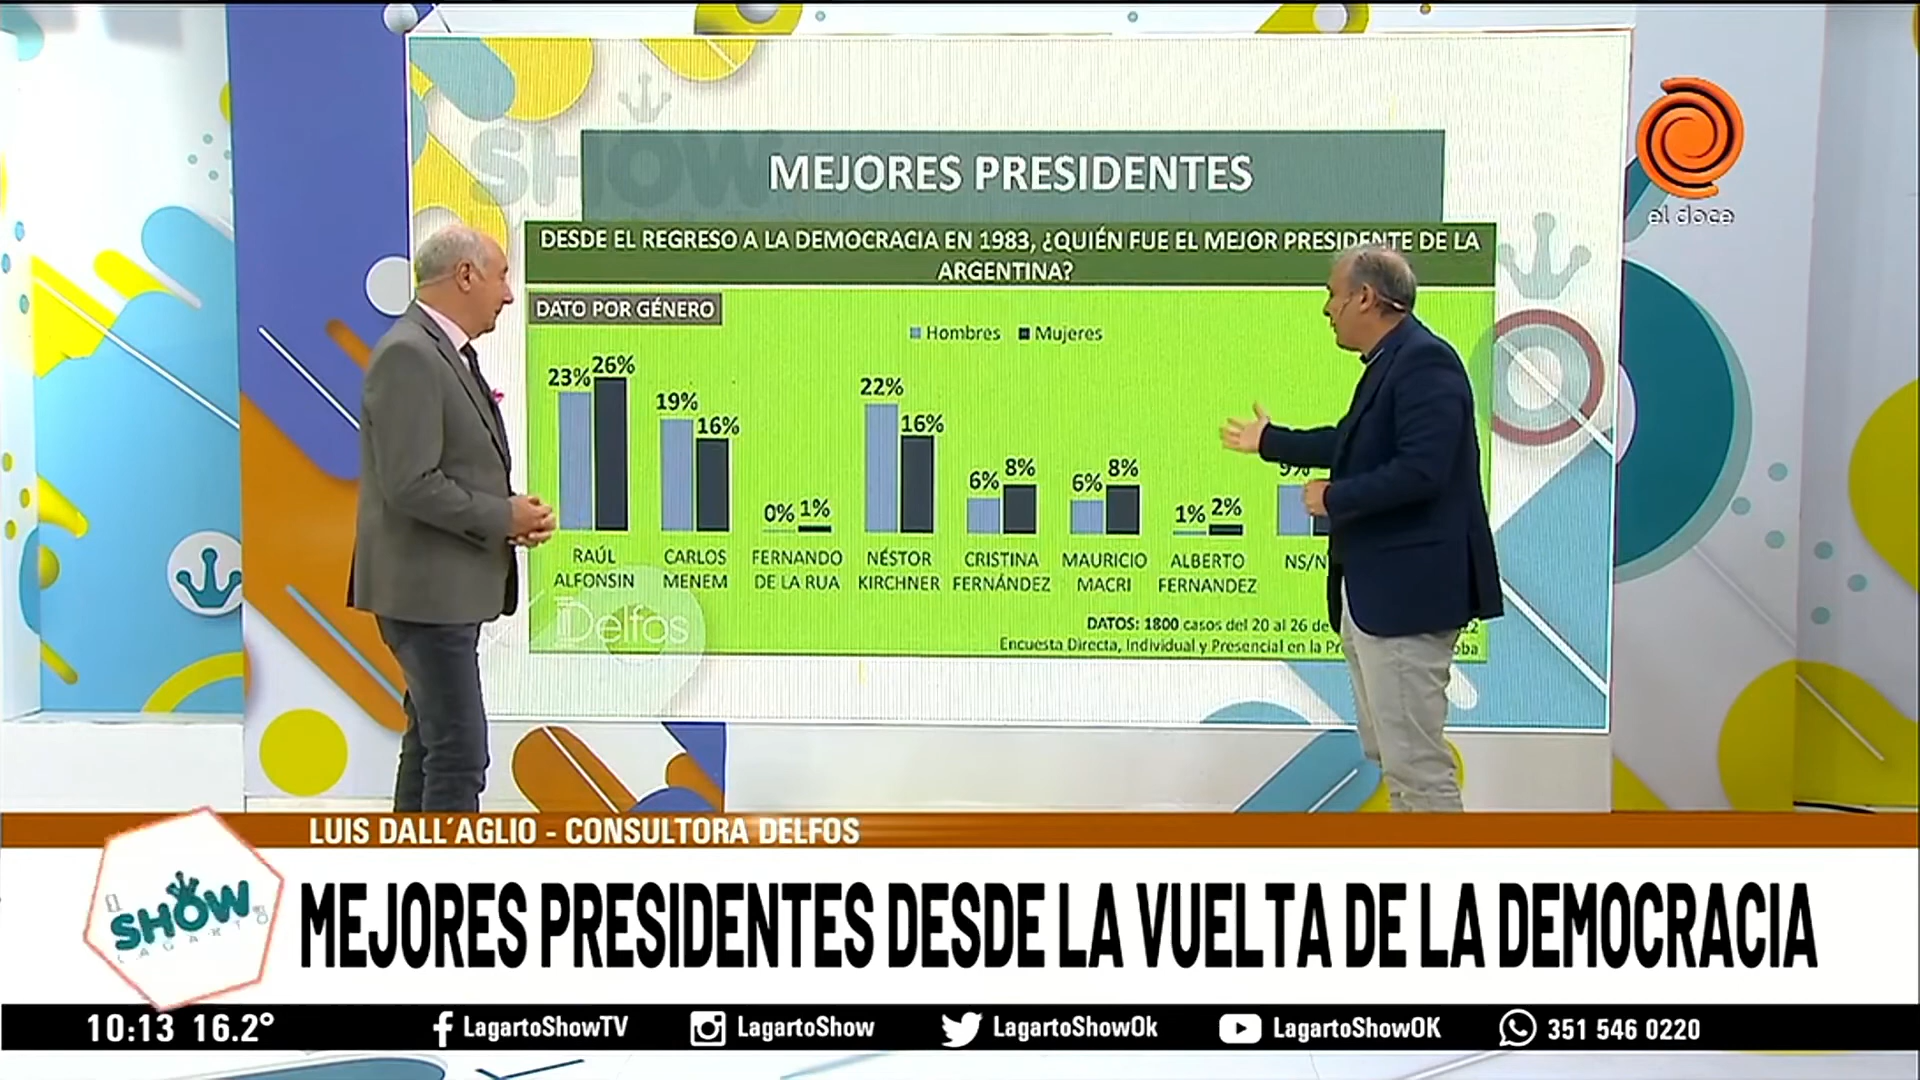 SHOW
MEJORES PRESIDENTES
el doce
DESDE EL REGRESO A LA DEMOCRACIA EN 1983, ¿QUIÉN FUE EL MEJOR PRESIDENTE DE LA
ARGENTINA?
DATO POR GÉNERO
Hombres Mujeres
23% 26% 19% 16% 0% 1% 22% 16% 6% 8% 6% 8% 1% 2% 9%
RAÚL ALFONSIN
CARLOS MENEM
FERNANDO DE LA RUA
NÉSTOR KIRCHNER
CRISTINA FERNÁNDEZ
MAURICIO MACRI
ALBERTO FERNANDEZ
NS/N
Delfos
DATOS: 1800 casos del 20 al 26 de
Encuesta Directa, Individual y Presencial en la
LUIS DALL´AGLIO - CONSULTORA DELFOS
EL SHOW DEL LAGARTO
MEJORES PRESIDENTES DESDE LA VUELTA DE LA DEMOCRACIA
10:13 16.2° LagartoShowTV LagartoShow LagartoShowOk LagartoShowOK 351 546 0220